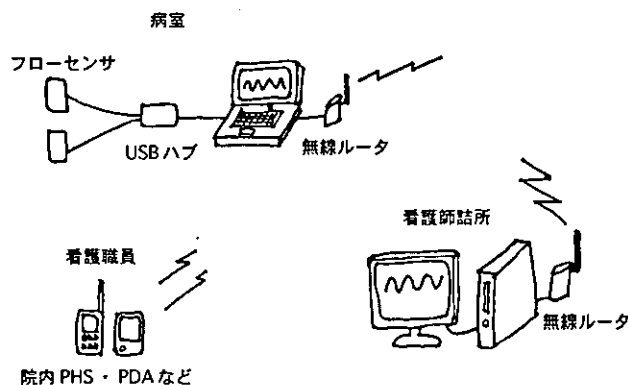 病室
フローセンサ
USBハブ
無線ルータ
看護師詰所
看護職員
無線ルータ
院内PHS・PDAなど